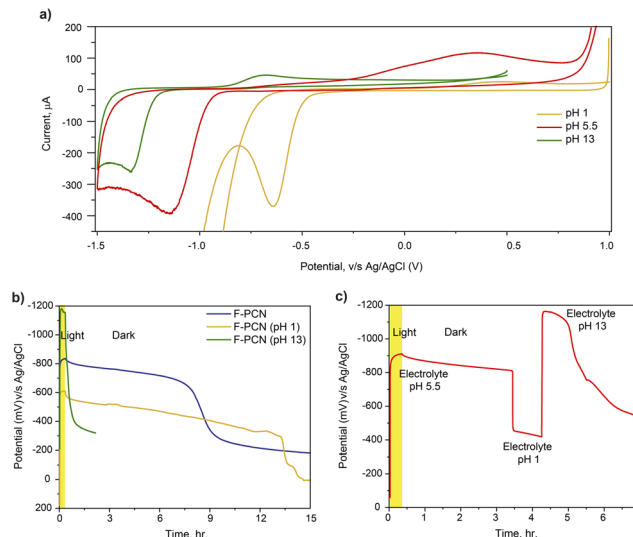 a)
200
100
0
-100
-200
-300
-400
Current, μA
pH 1
pH 5.5
pH 13
-1.5
-1.0
-0.5
0.0
0.5
1.0
Potential, v/s Ag/AgCl (V)
b)
-1200
-1000
-800
-600
-400
-200
0
200
Potential (mV)v/s Ag/AgCl
Light
Dark
F-PCN
F-PCN (pH 1)
F-PCN (pH 13)
0
3
6
9
12
15
Time, hr.
c)
-1200
-1000
-800
-600
-400
-200
0
Potential (mV) v/s Ag/AgCl
Light
Dark
Electrolyte
pH 5.5
Electrolyte
pH 1
Electrolyte
pH 13
0
1
2
3
4
5
6
Time, hr.